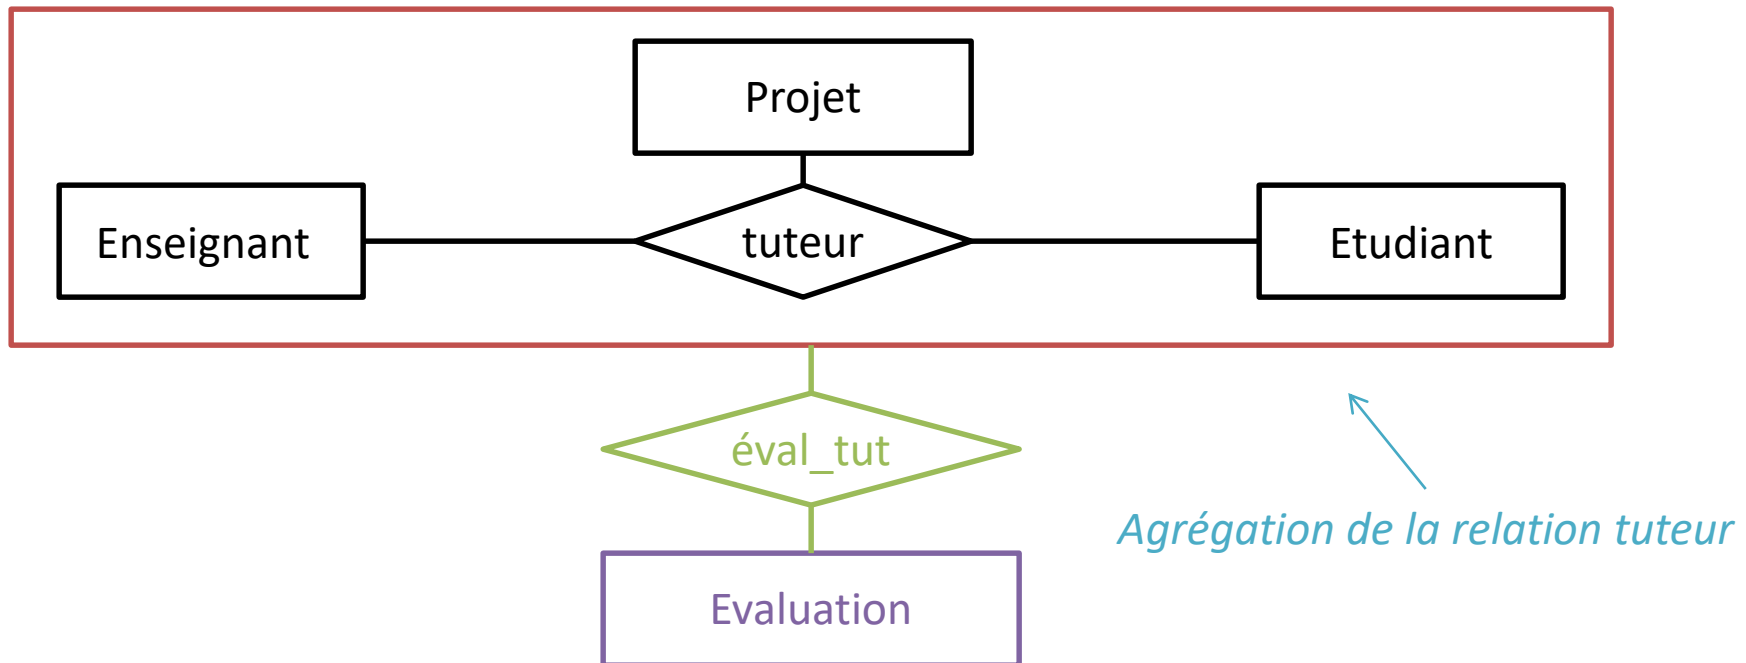 Projet
Enseignant
tuteur
Etudiant
éval_tut
Agrégation de la relation tuteur
Evaluation